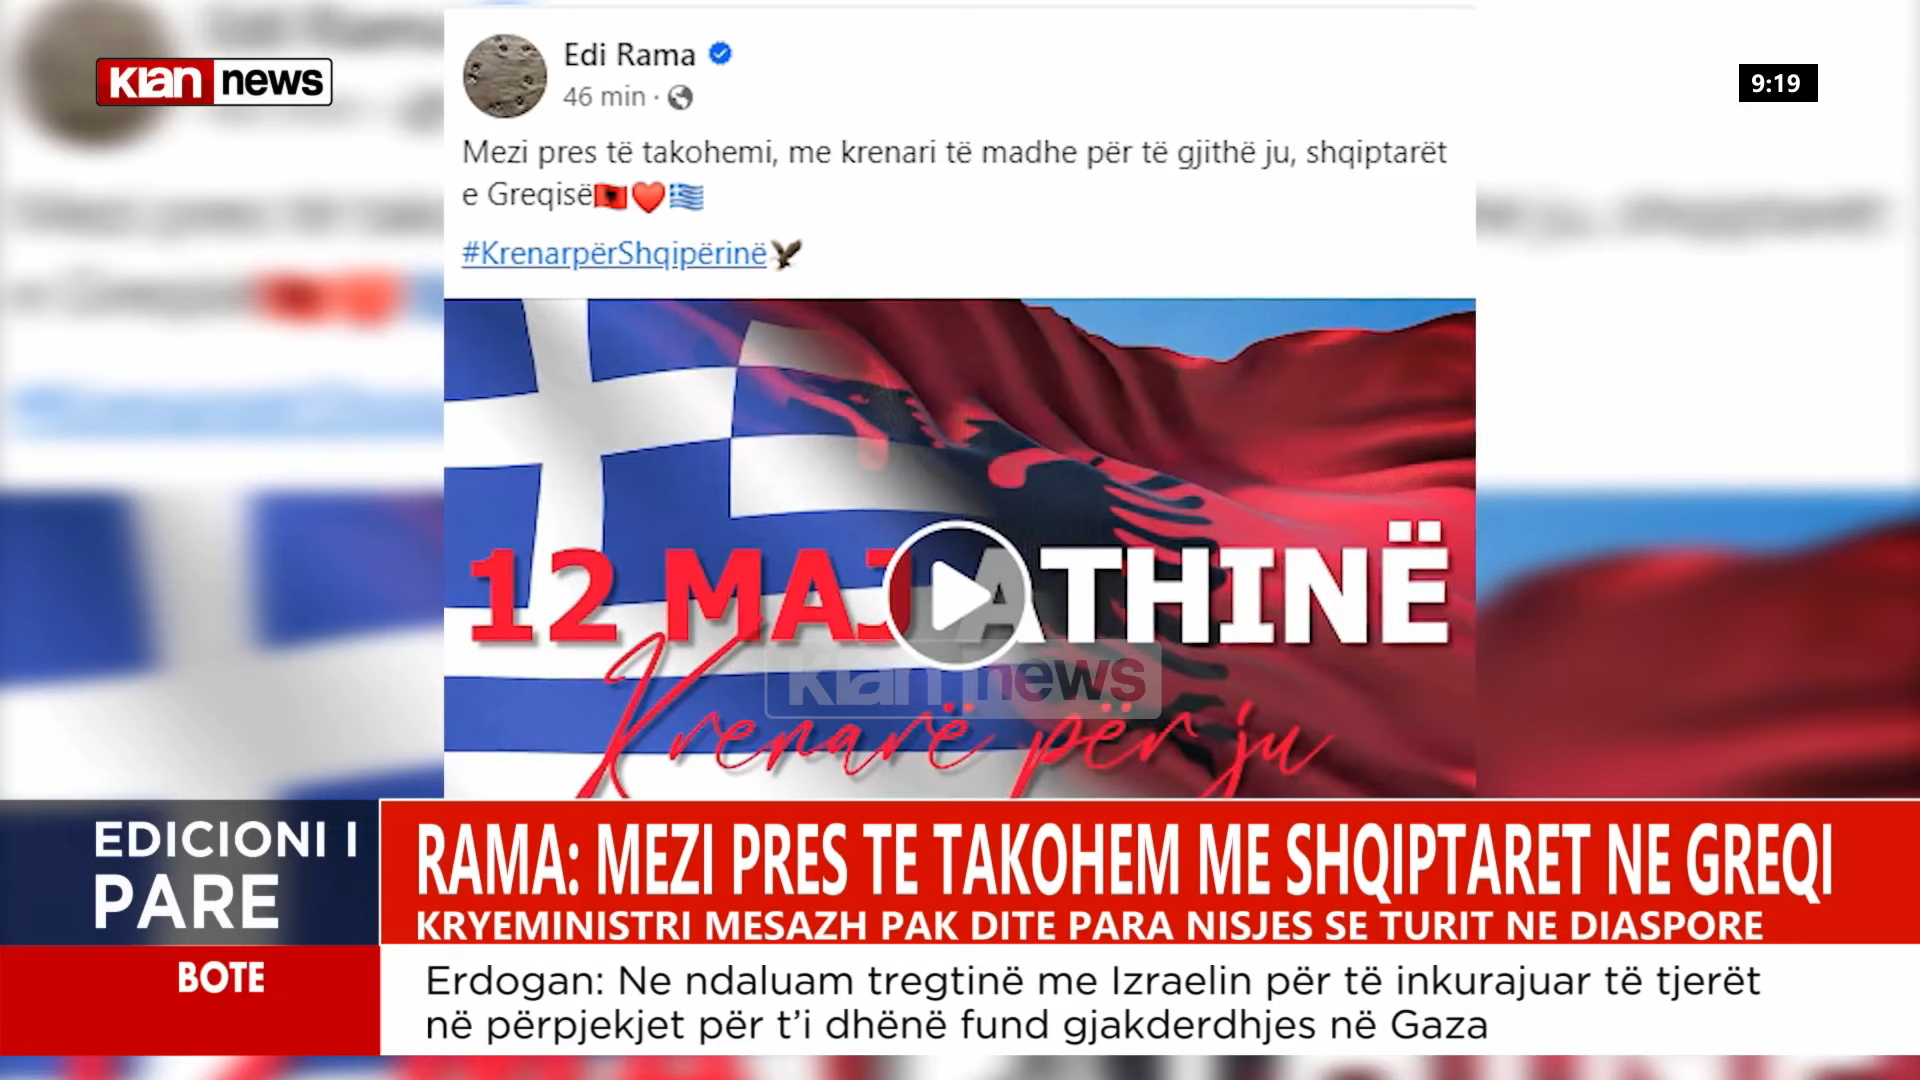 klan news
9:19
Edi Rama
46 min ·
Mezi pres të takohemi, me krenari të madhe për të gjithë ju, shqiptarët
e Greqisë🇦🇱❤️🇬🇷
#KrenarpërShqipërinë🦅
12 MAJ ATHINË
klan news
Krenarë për ju
EDICIONI I
PARE
RAMA: MEZI PRES TE TAKOHEM ME SHQIPTARET NE GREQI
KRYEMINISTRI MESAZH PAK DITE PARA NISJES SE TURIT NE DIASPORE
BOTE
Erdogan: Ne ndaluam tregtinë me Izraelin për të inkurajuar të tjerët
në përpjekjet për t’i dhënë fund gjakderdhjes në Gaza